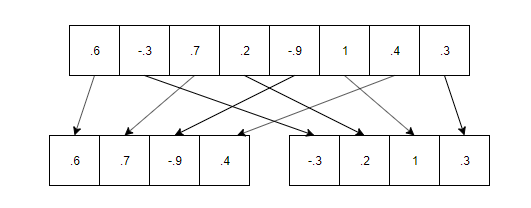 .6 -.3 .7 .2 -.9 1 .4 .3
.6 .7 -.9 .4 -.3 .2 1 .3